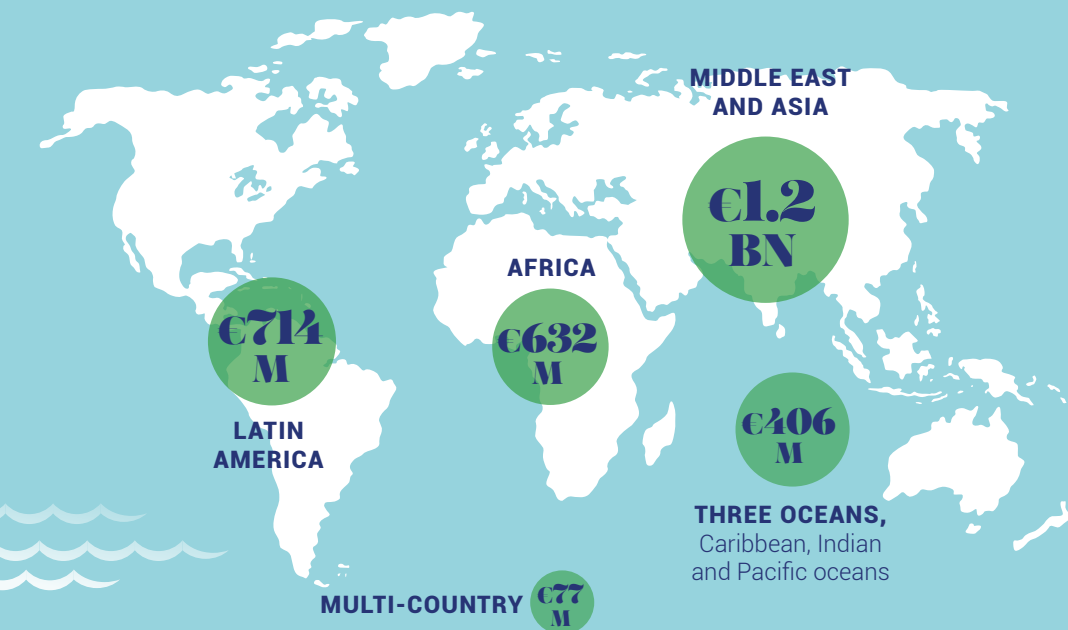 MIDDLE EAST
AND ASIA
€1.2
BN
AFRICA
€632
M
€714
M
LATIN
AMERICA
€406
M
THREE OCEANS,
Caribbean, Indian
and Pacific oceans
MULTI-COUNTRY
€77
M